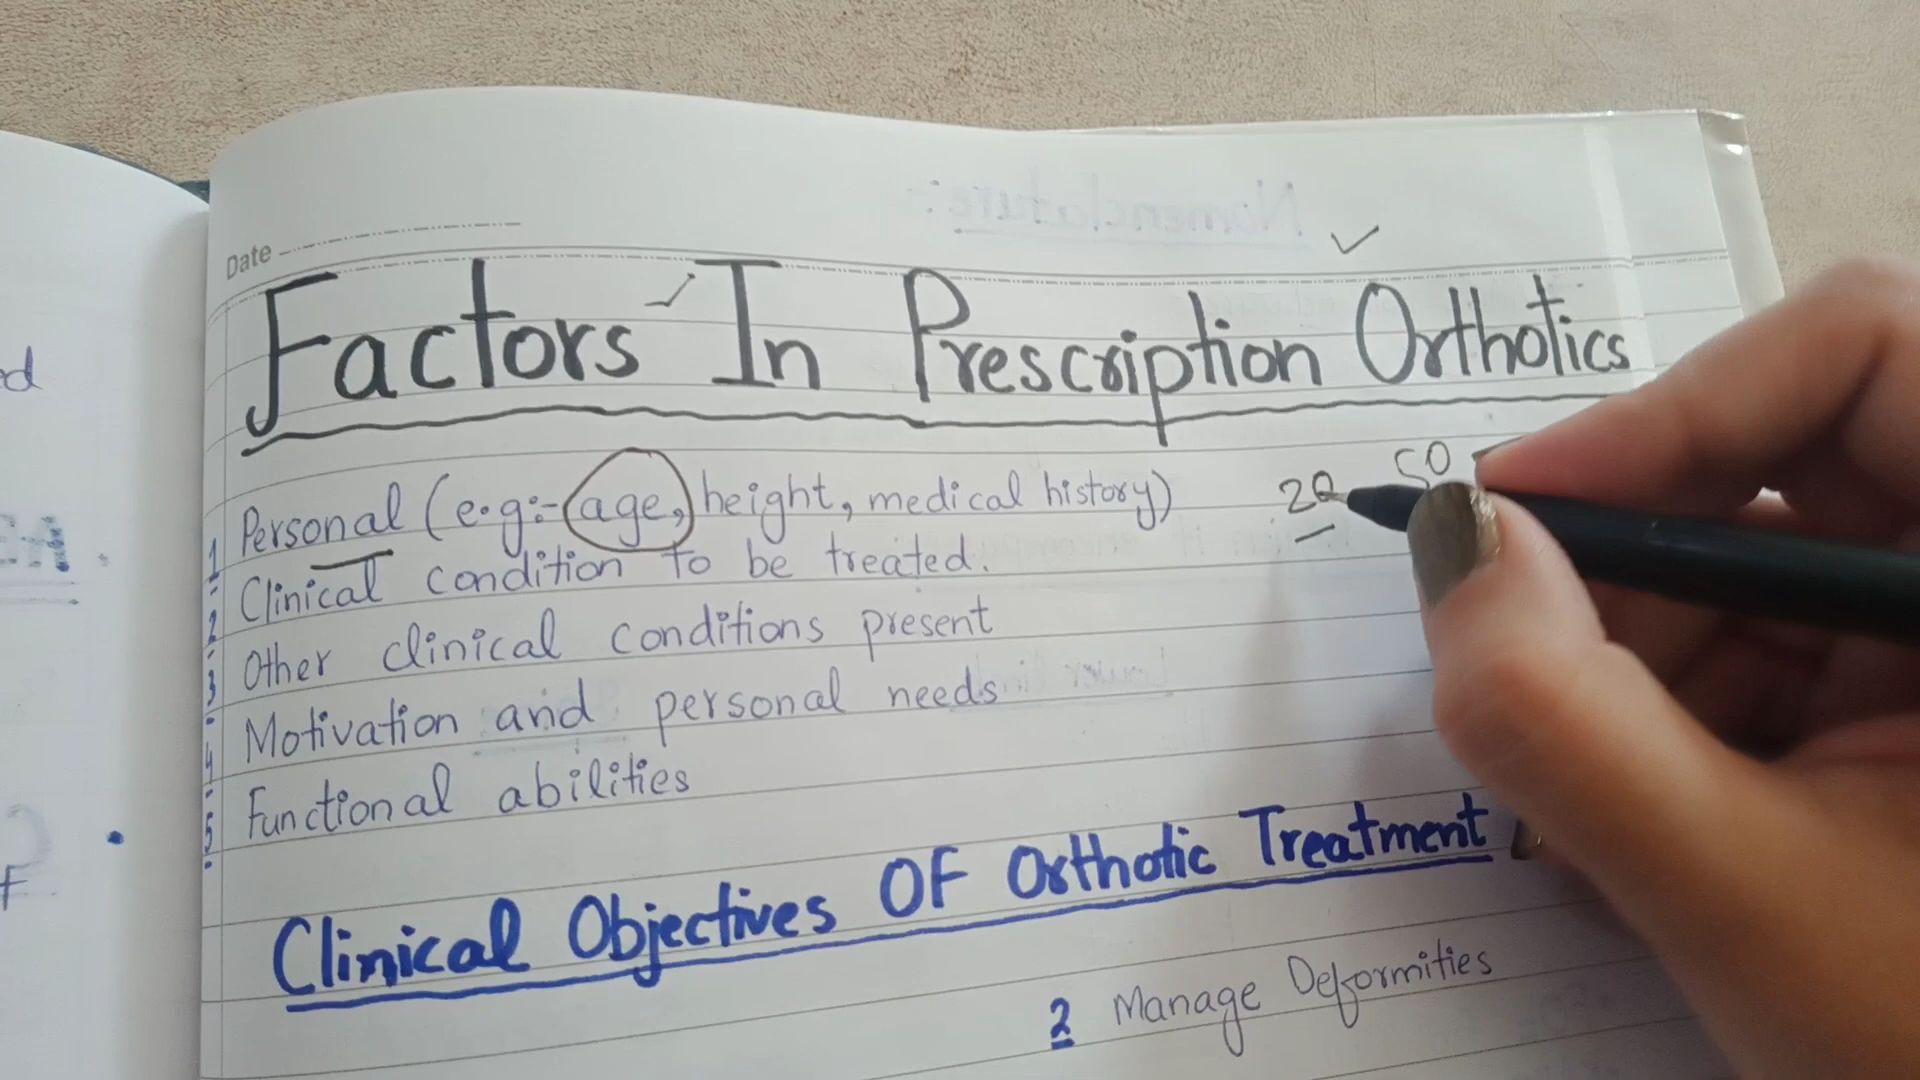 Date
Factors In Prescription Orthotics
20 50
1 Personal (e.g:- age, height, medical history)
2 Clinical condition to be treated.
3 Other clinical conditions present
4 Motivation and personal needs
5 Functional abilities
Clinical Objectives OF Orthotic Treatment
2 Manage Deformities
Nomenclature:-
ed